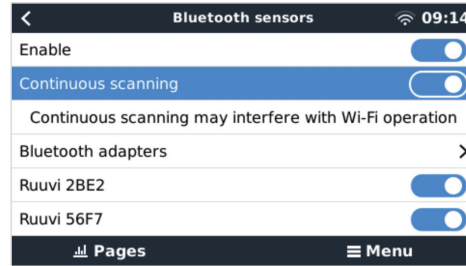 Bluetooth sensors 09:14
Enable
Continuous scanning
Continuous scanning may interfere with Wi-Fi operation
Bluetooth adapters
Ruuvi 2BE2
Ruuvi 56F7
Pages Menu